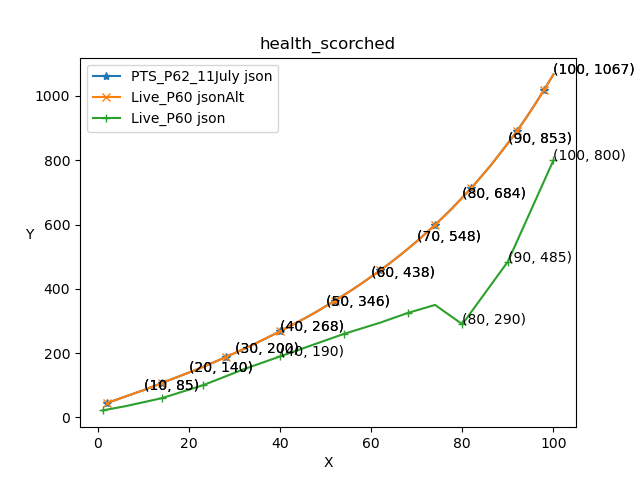 health_scorched
PTS_P62_11July json
Live_P60 jsonAlt
Live_P60 json
(100, 1067)
(90, 853)
(100, 800)
(80, 684)
(70, 548)
(60, 438)
(90, 485)
(50, 346)
(40, 268)
(80, 290)
(30, 200)
(40, 190)
(20, 140)
(10, 85)
1000
800
600
400
200
0
Y
0 20 40 60 80 100
X